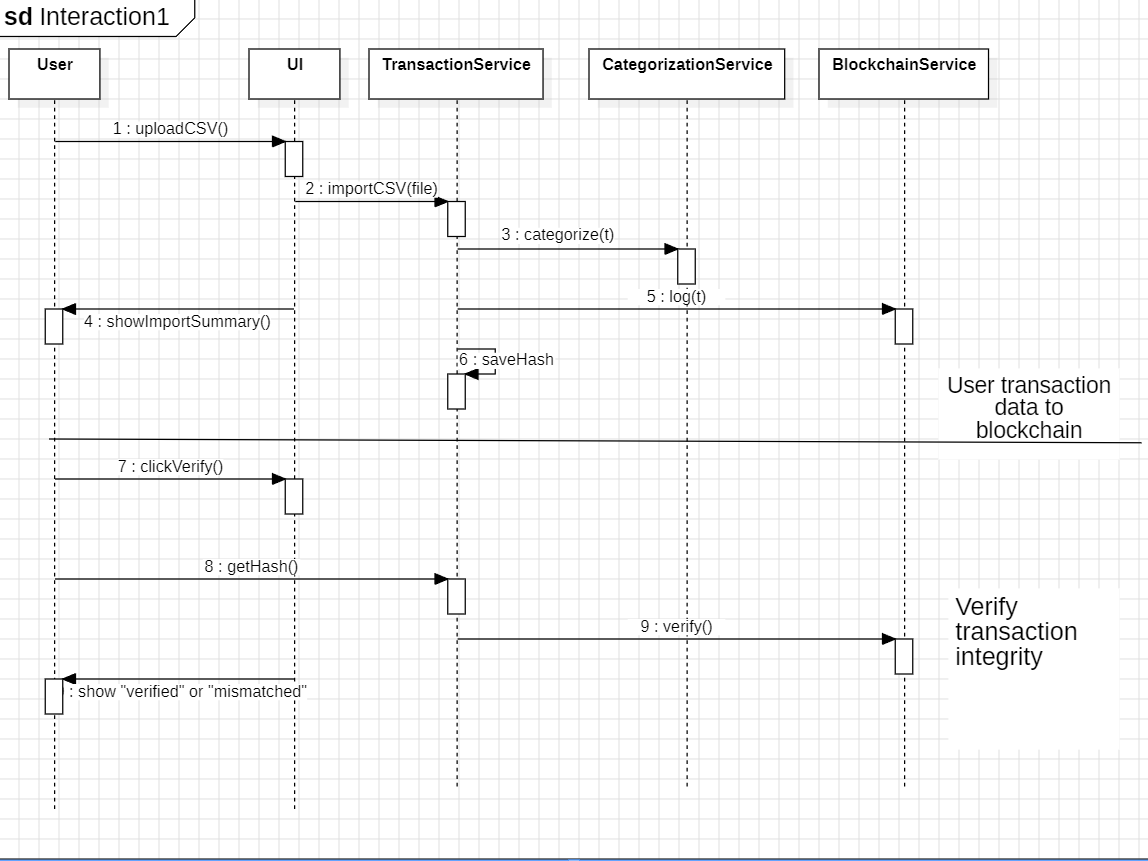 sd Interaction1
User
UI
TransactionService
CategorizationService
BlockchainService
1 : uploadCSV()
2 : importCSV(file)
3 : categorize(t)
5 : log(t)
4 : showImportSummary()
6 : saveHash
User transaction
data to
blockchain
7 : clickVerify()
8 : getHash()
Verify
transaction
integrity
9 : verify()
: show "verified" or "mismatched"